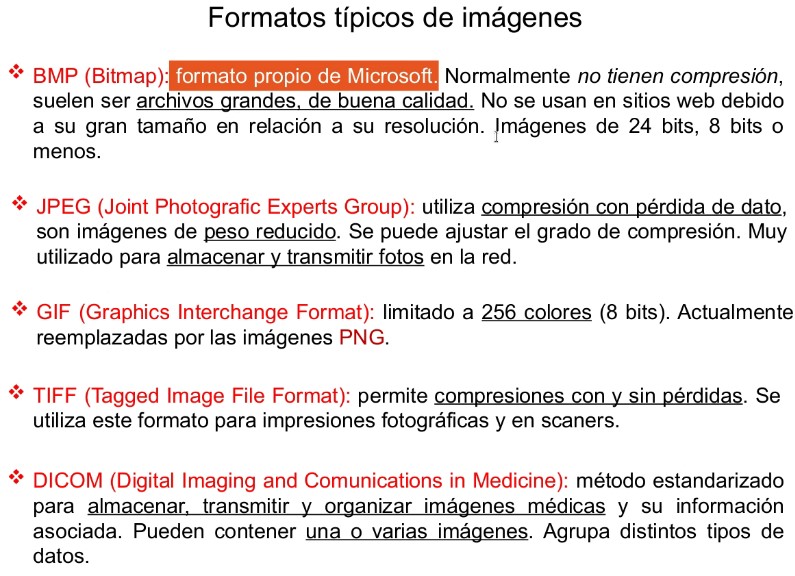 Formatos típicos de imágenes
❖ BMP (Bitmap): formato propio de Microsoft. Normalmente no tienen compresión,
suelen ser archivos grandes, de buena calidad. No se usan en sitios web debido
a su gran tamaño en relación a su resolución. Imágenes de 24 bits, 8 bits o
menos.
❖ JPEG (Joint Photografic Experts Group): utiliza compresión con pérdida de dato,
son imágenes de peso reducido. Se puede ajustar el grado de compresión. Muy
utilizado para almacenar y transmitir fotos en la red.
❖ GIF (Graphics Interchange Format): limitado a 256 colores (8 bits). Actualmente
reemplazadas por las imágenes PNG.
❖ TIFF (Tagged Image File Format): permite compresiones con y sin pérdidas. Se
utiliza este formato para impresiones fotográficas y en scaners.
❖ DICOM (Digital Imaging and Comunications in Medicine): método estandarizado
para almacenar, transmitir y organizar imágenes médicas y su información
asociada. Pueden contener una o varias imágenes. Agrupa distintos tipos de
datos.